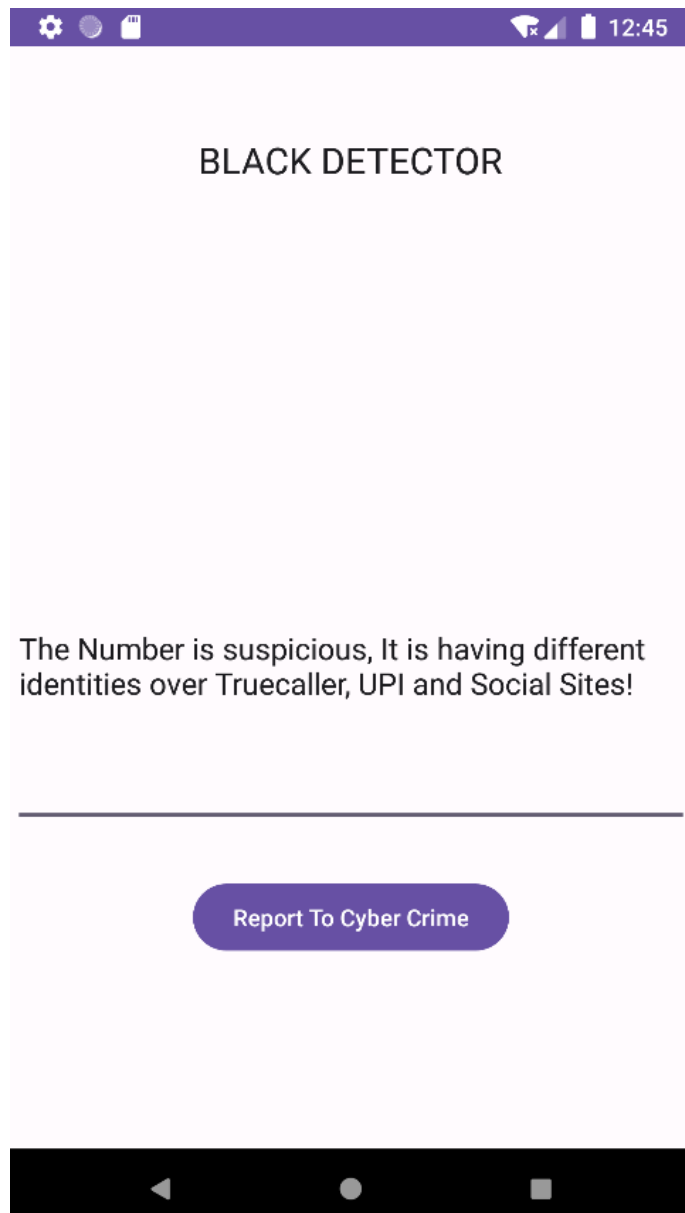 12:45
BLACK DETECTOR
The Number is suspicious, It is having different
identities over Truecaller, UPI and Social Sites!
Report To Cyber Crime